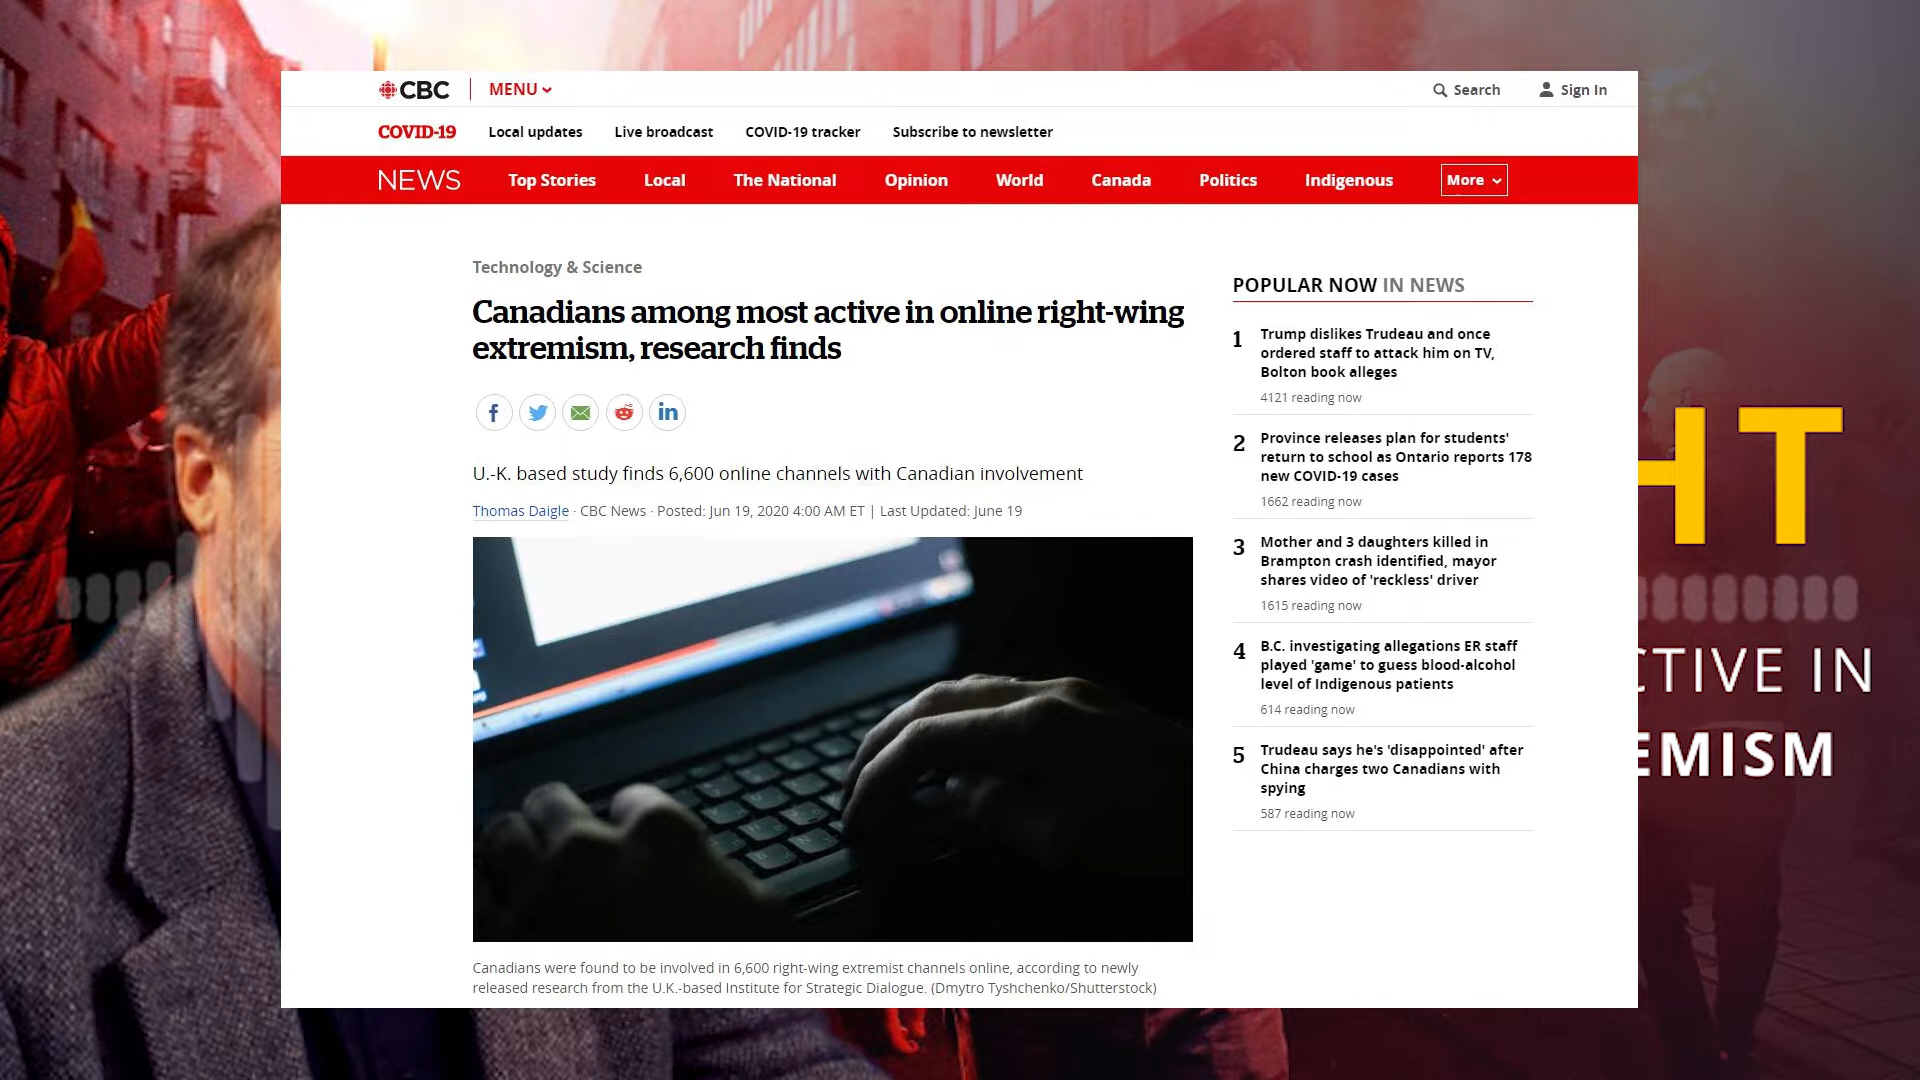 CBC
MENU
Search
Sign In
COVID-19
Local updates
Live broadcast
COVID-19 tracker
Subscribe to newsletter
NEWS
Top Stories
Local
The National
Opinion
World
Canada
Politics
Indigenous
More
Technology & Science
Canadians among most active in online right-wing
extremism, research finds
U.-K. based study finds 6,600 online channels with Canadian involvement
Thomas Daigle · CBC News · Posted: Jun 19, 2020 4:00 AM ET | Last Updated: June 19
Canadians were found to be involved in 6,600 right-wing extremist channels online, according to newly
released research from the U.K.-based Institute for Strategic Dialogue. (Dmytro Tyshchenko/Shutterstock)
POPULAR NOW IN NEWS
1
Trump dislikes Trudeau and once
ordered staff to attack him on TV,
Bolton book alleges
4121 reading now
2
Province releases plan for students'
return to school as Ontario reports 178
new COVID-19 cases
1662 reading now
3
Mother and 3 daughters killed in
Brampton crash identified, mayor
shares video of 'reckless' driver
1615 reading now
4
B.C. investigating allegations ER staff
played 'game' to guess blood-alcohol
level of Indigenous patients
614 reading now
5
Trudeau says he's 'disappointed' after
China charges two Canadians with
spying
587 reading now
HT
CTIVE IN
EMISM